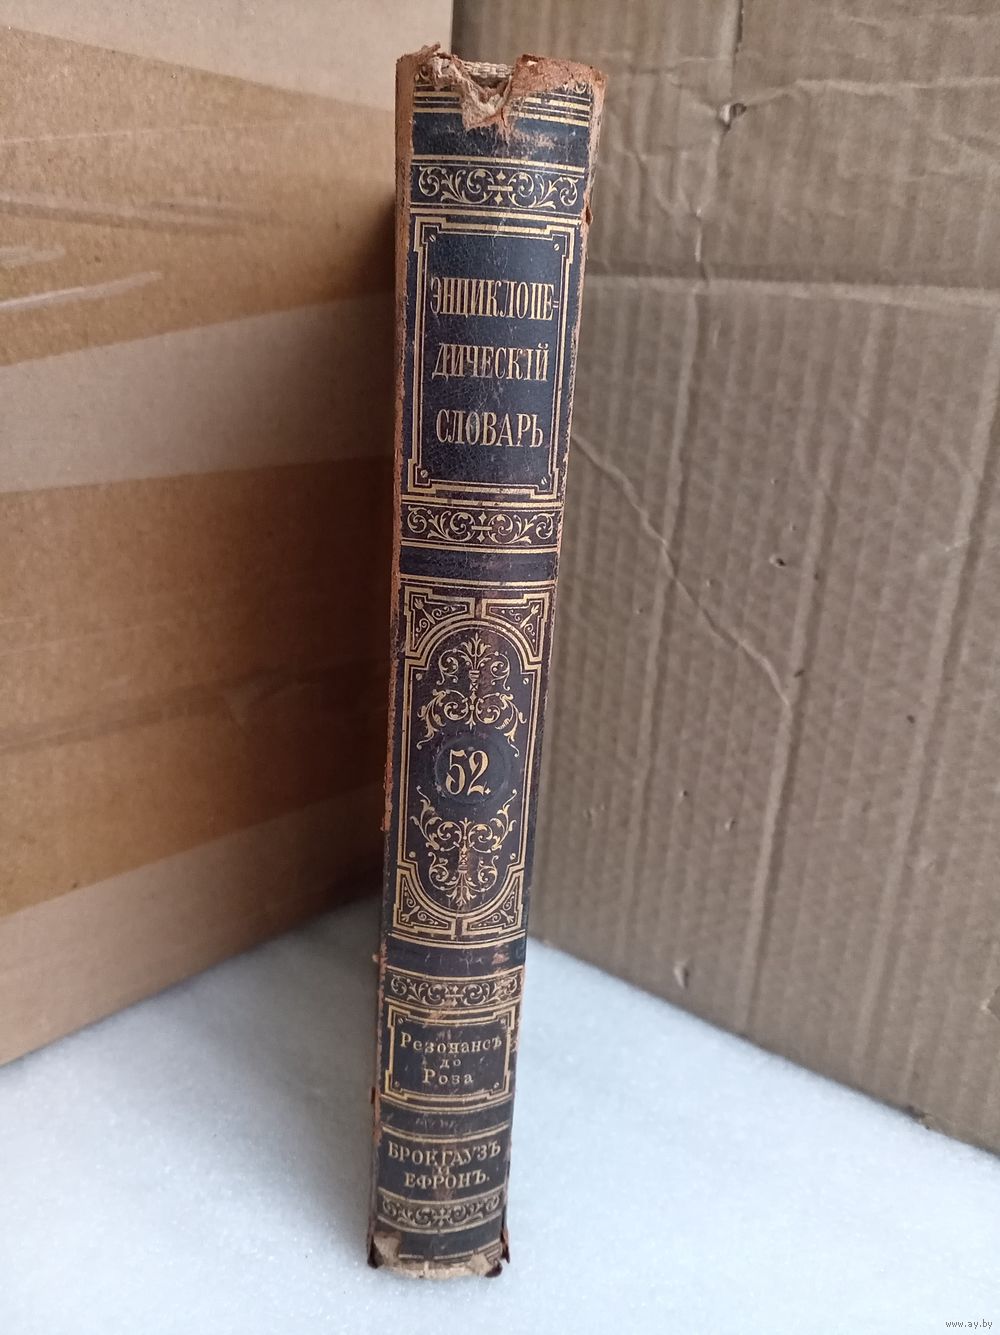 ЭНЦИКЛОПЕ=
ДИЧЕСКІЙ
СЛОВАРЬ
52.
Резонансъ
до
Роза
БРОКГАУЗЪ
И
ЕФРОНЪ.
www.ay.by